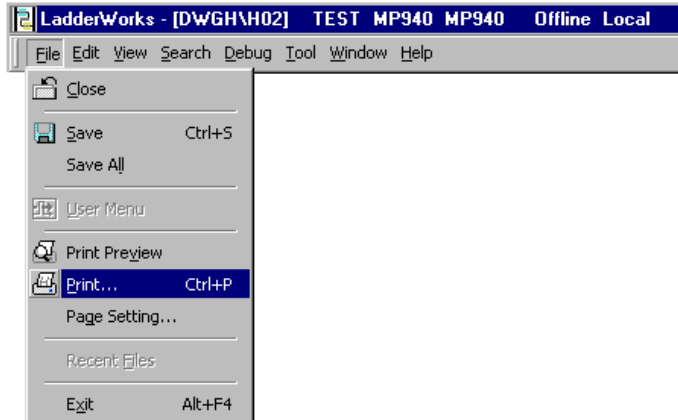 LadderWorks - [DWGH\H02] TEST MP940 MP940 Offline Local
File Edit View Search Debug Tool Window Help
Close
Save Ctrl+S
Save All
User Menu
Print Preview
Print... Ctrl+P
Page Setting...
Recent Files
Exit Alt+F4